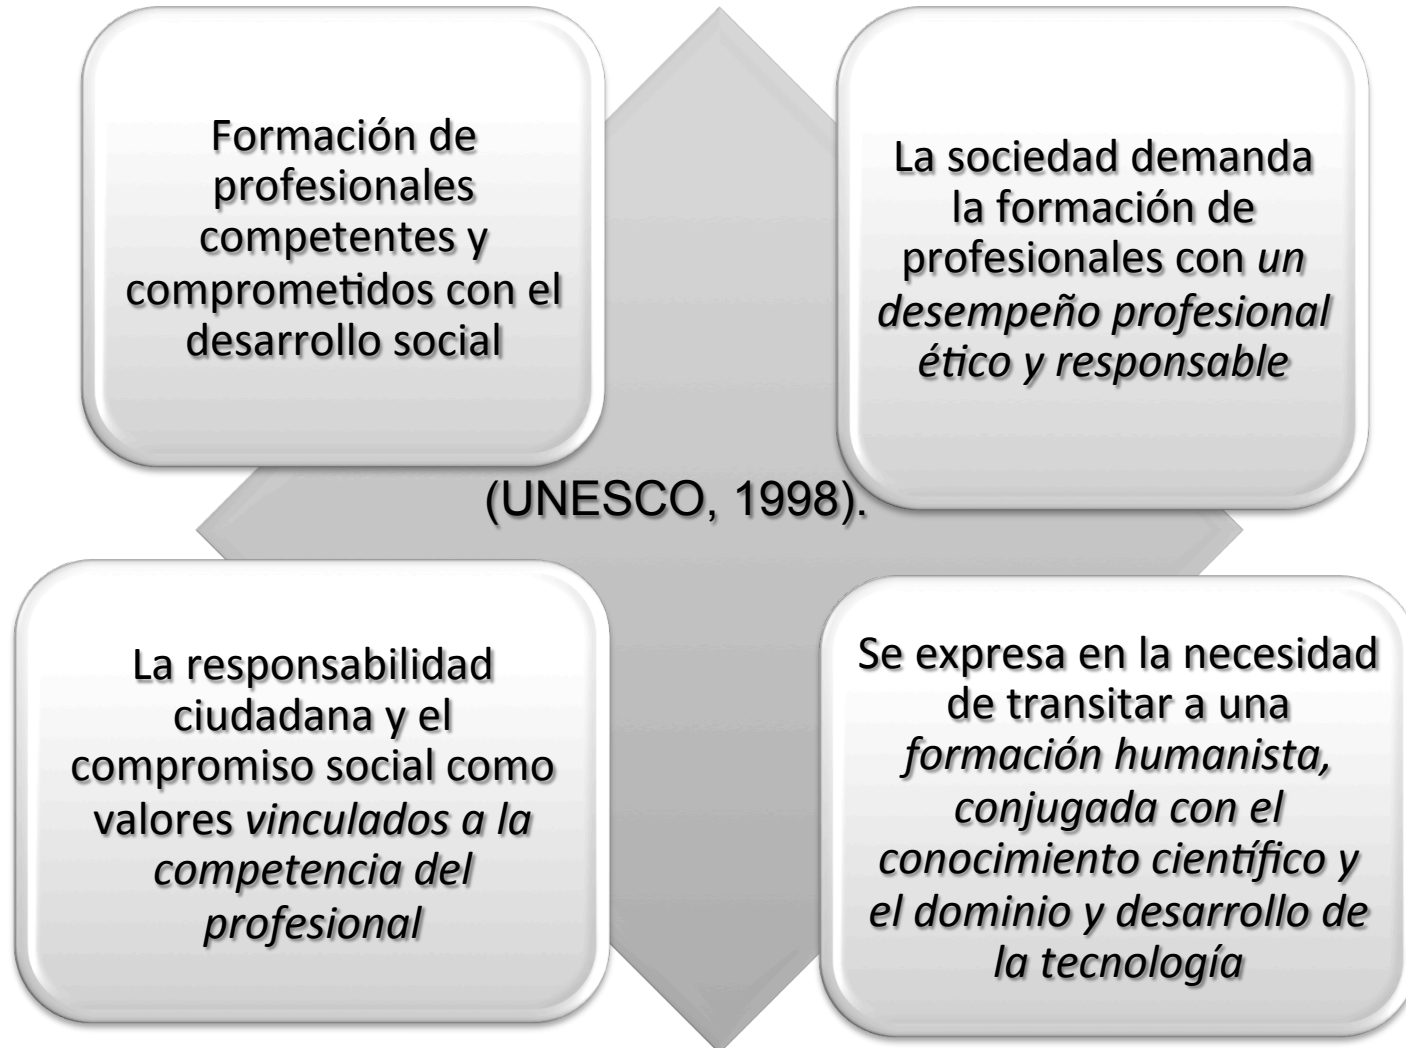 Formación de
profesionales
competentes y
comprometidos con el
desarrollo social
La sociedad demanda
la formación de
profesionales con un
desempeño profesional
ético y responsable
(UNESCO, 1998).
La responsabilidad
ciudadana y el
compromiso social como
valores vinculados a la
competencia del
profesional
Se expresa en la necesidad
de transitar a una
formación humanista,
conjugada con el
conocimiento científico y
el dominio y desarrollo de
la tecnología